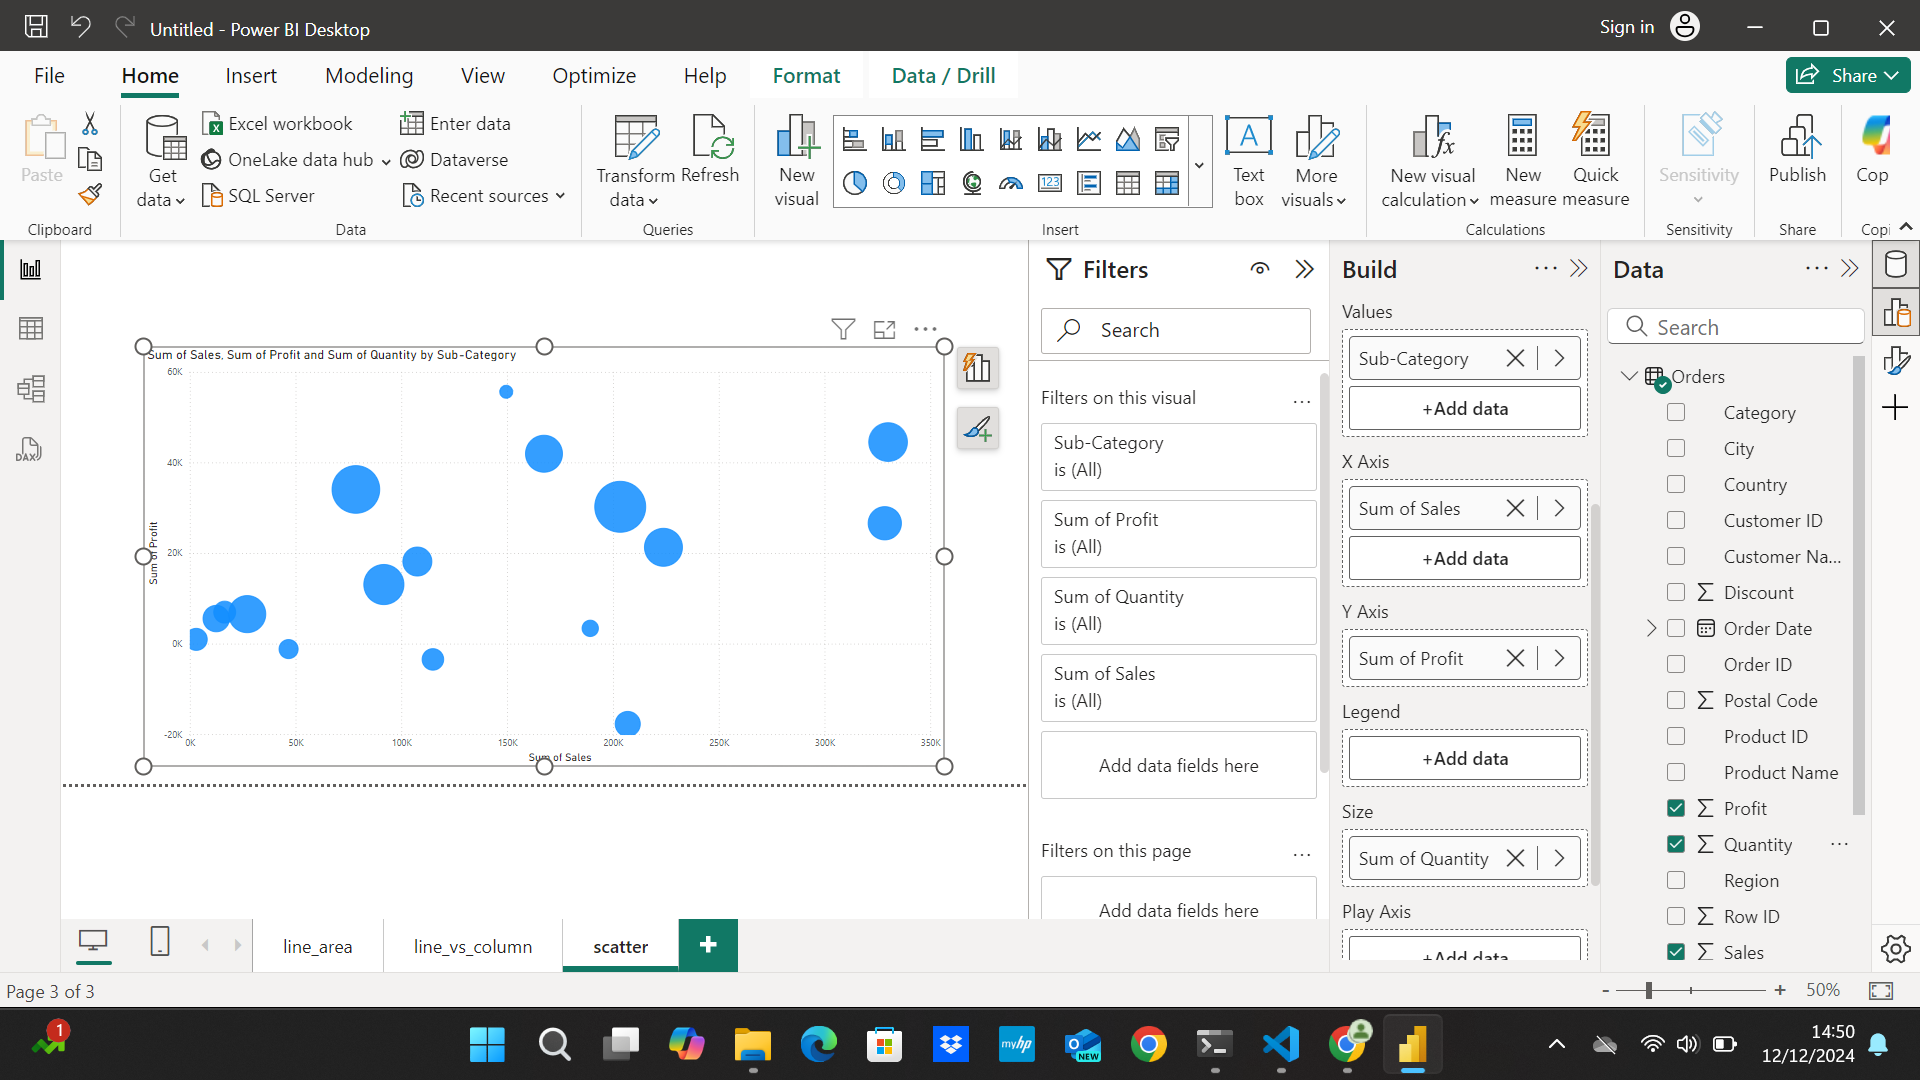 Untitled - Power BI Desktop
Sign in
File
Home
Insert
Modeling
View
Optimize
Help
Format
Data / Drill
Share
Paste
Clipboard
Get data
Excel workbook
OneLake data hub
SQL Server
Enter data
Dataverse
Recent sources
Data
Transform data
Refresh
Queries
New visual
123
A
Text box
More visuals
Insert
New visual calculation
New measure
Quick measure
Calculations
Sensitivity
Sensitivity
Publish
Share
Cop
Copi
DAX
Sum of Sales, Sum of Profit and Sum of Quantity by Sub-Category
60K
40K
20K
0K
-20K
Sum of Profit
0K
50K
100K
150K
200K
250K
300K
350K
Sum of Sales
Filters
Search
Filters on this visual
...
Sub-Category
is (All)
Sum of Profit
is (All)
Sum of Quantity
is (All)
Sum of Sales
is (All)
Add data fields here
Filters on this page
...
Add data fields here
Build
Values
Sub-Category
+Add data
X Axis
Sum of Sales
+Add data
Y Axis
Sum of Profit
Legend
+Add data
Size
Sum of Quantity
Play Axis
+Add data
Data
Search
Orders
Category
City
Country
Customer ID
Customer Na...
Discount
Order Date
Order ID
Postal Code
Product ID
Product Name
Profit
Quantity
Region
Row ID
Sales
line_area
line_vs_column
scatter
Page 3 of 3
- + 50%
1
myhp
NEW
14:50
12/12/2024